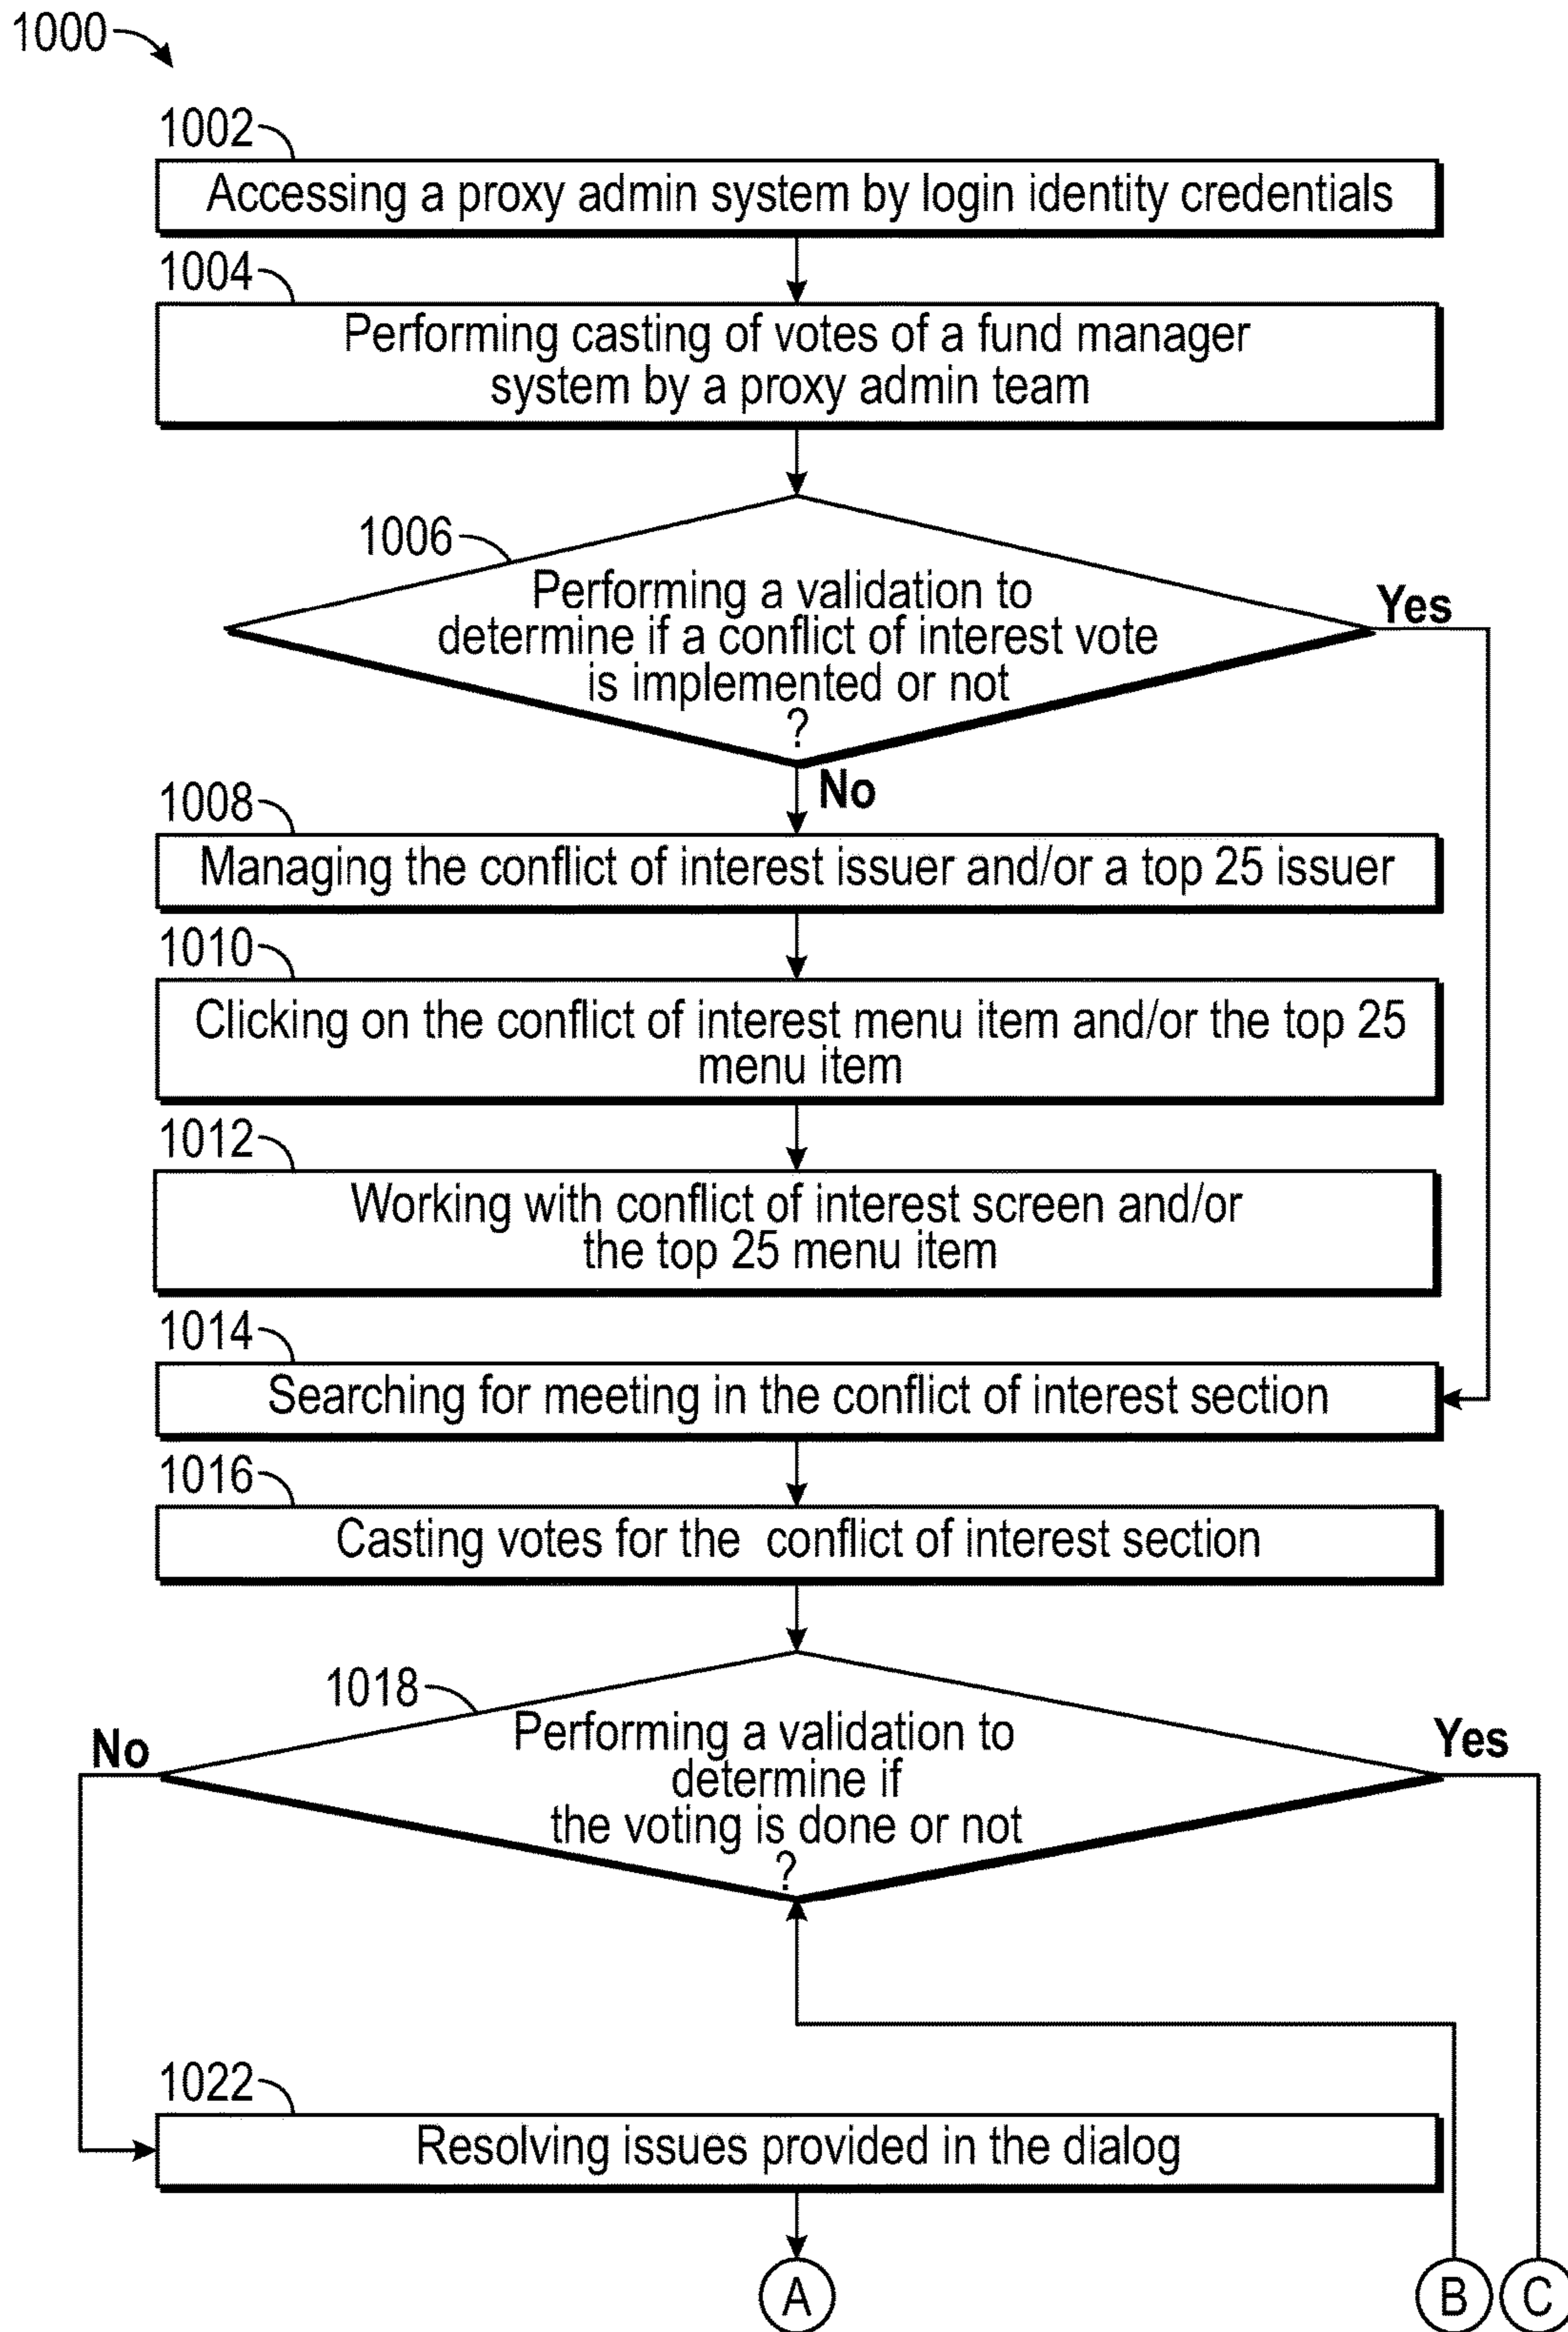 1000
1002
Accessing a proxy admin system by login identity credentials
1004
Performing casting of votes of a fund manager
system by a proxy admin team
1006
Performing a validation to
determine if a conflict of interest vote
is implemented or not
?
Yes
No
1008
Managing the conflict of interest issuer and/or a top 25 issuer
1010
Clicking on the conflict of interest menu item and/or the top 25
menu item
1012
Working with conflict of interest screen and/or
the top 25 menu item
1014
Searching for meeting in the conflict of interest section
1016
Casting votes for the conflict of interest section
1018
No
Performing a validation to
determine if
the voting is done or not
?
Yes
1022
Resolving issues provided in the dialog
A
B
C